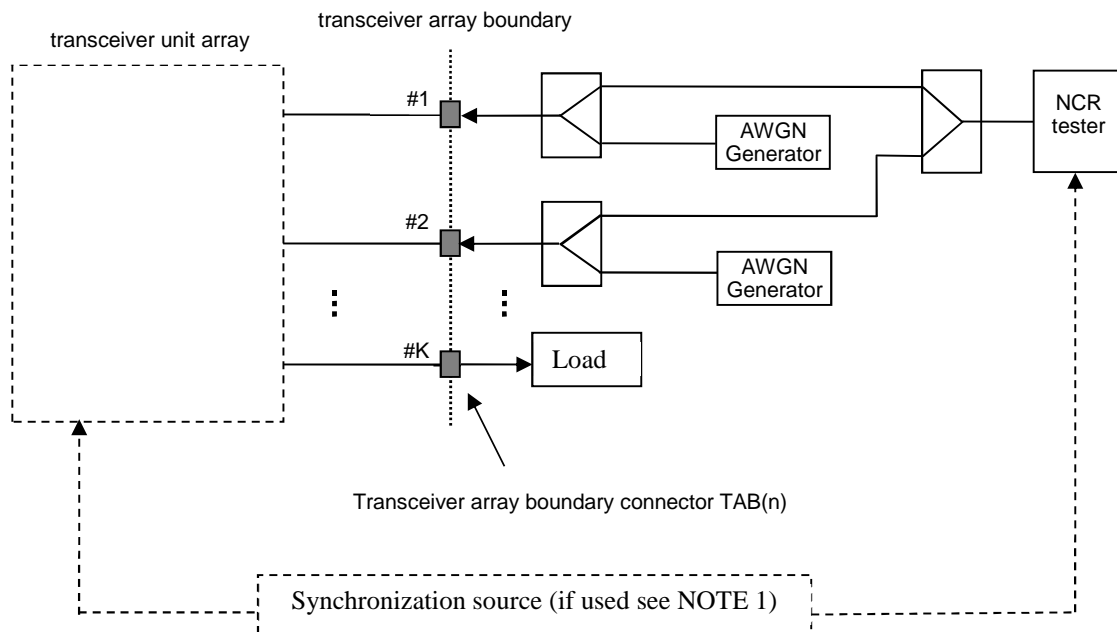 transceiver array boundary
transceiver unit array
#1
AWGN
Generator
NCR
tester
#2
AWGN
Generator
#K
Load
Transceiver array boundary connector TAB(n)
Synchronization source (if used see NOTE 1)